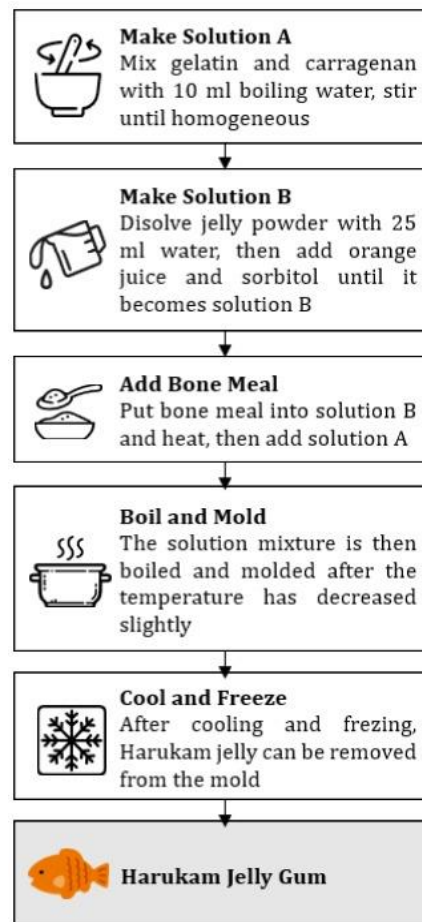 Make Solution A
Mix gelatin and carragenan
with 10 ml boiling water, stir
until homogeneous
Make Solution B
Disolve jelly powder with 25
ml water, then add orange
juice and sorbitol until it
becomes solution B
Add Bone Meal
Put bone meal into solution B
and heat, then add solution A
Boil and Mold
The solution mixture is then
boiled and molded after the
temperature has decreased
slightly
Cool and Freeze
After cooling and frezing,
Harukam jelly can be removed
from the mold
Harukam Jelly Gum